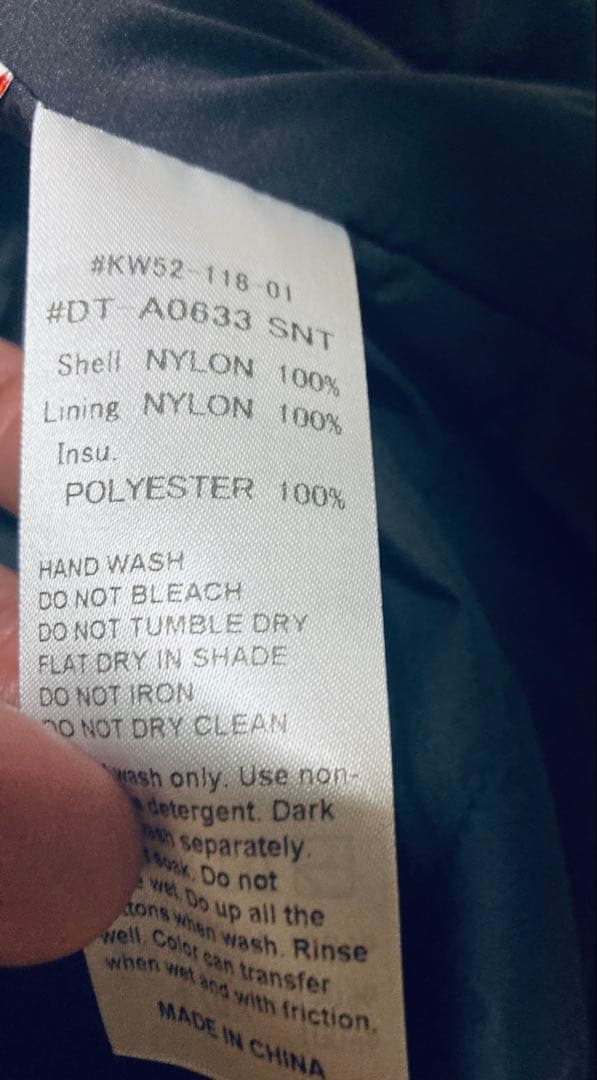 #KW52-118-01
#DT-A0633 SNT
Shell NYLON 100%
Lining NYLON 100%
Insu.
POLYESTER 100%
HAND WASH
DO NOT BLEACH
DO NOT TUMBLE DRY
FLAT DRY IN SHADE
DO NOT IRON
DO NOT DRY CLEAN
wash only. Use non-
detergent. Dark
separately.
soak. Do not
wet. Do up all the
when wash. Rinse
well. Color can transfer
when wet and with friction.
MADE IN CHINA